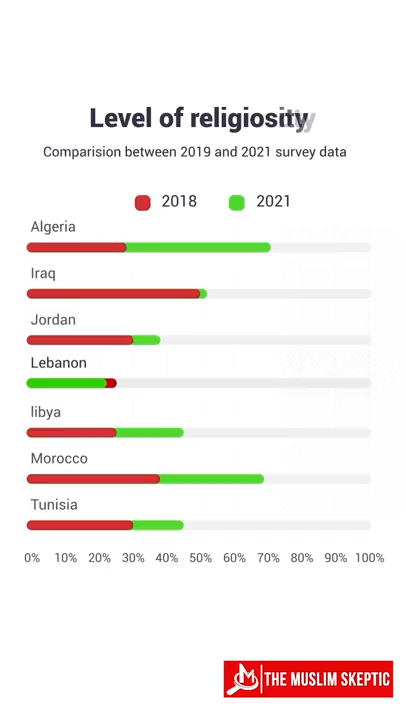 Level of religiosity
Comparision between 2019 and 2021 survey data
2018 2021
Algeria
Iraq
Jordan
Lebanon
libya
Morocco
Tunisia
0% 10% 20% 30% 40% 50% 60% 70% 80% 90% 100%
THE MUSLIM SKEPTIC